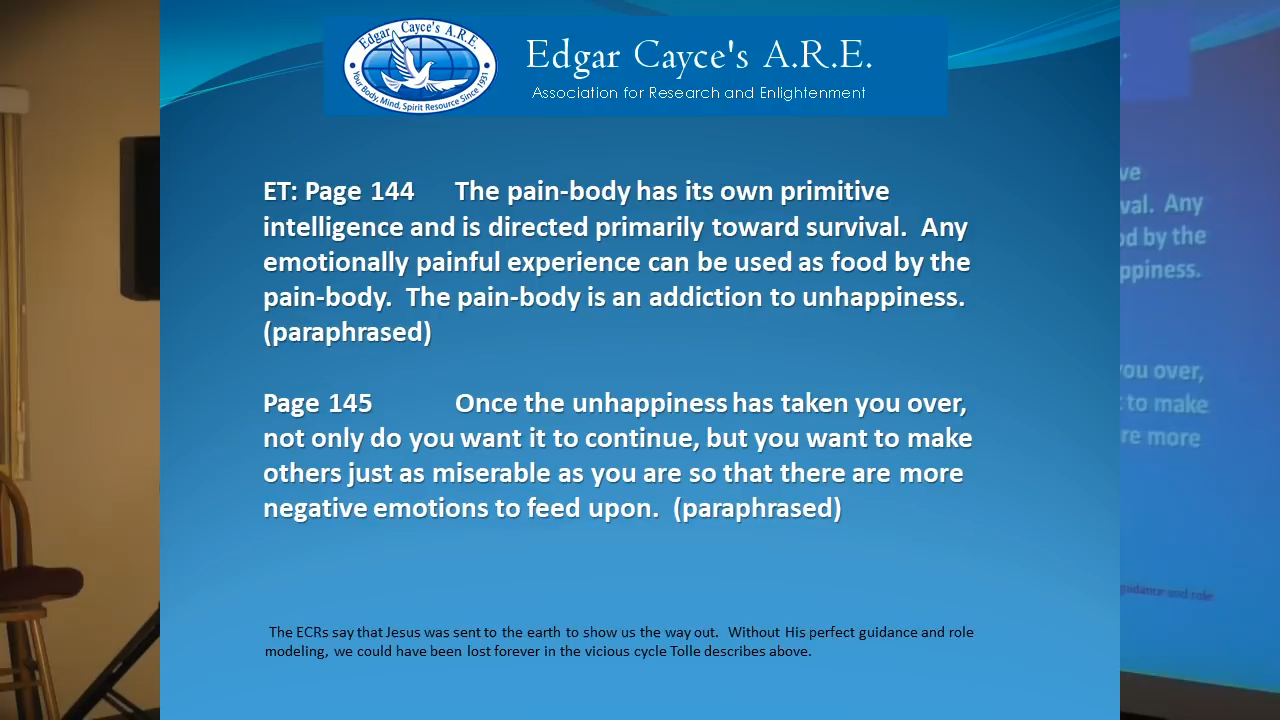 Edgar Cayce's A.R.E.
Your Body, Mind, Spirit Resource Since 1931
Edgar Cayce's A.R.E.
Association for Research and Enlightenment
ET: Page 144 The pain-body has its own primitive
intelligence and is directed primarily toward survival. Any
emotionally painful experience can be used as food by the
pain-body. The pain-body is an addiction to unhappiness.
(paraphrased)
Page 145 Once the unhappiness has taken you over,
not only do you want it to continue, but you want to make
others just as miserable as you are so that there are more
negative emotions to feed upon. (paraphrased)
The ECRs say that Jesus was sent to the earth to show us the way out. Without His perfect guidance and role
modeling, we could have been lost forever in the vicious cycle Tolle describes above.
ve
val. Any
od by the
ppiness.
you over,
to make
re more
guidance and role